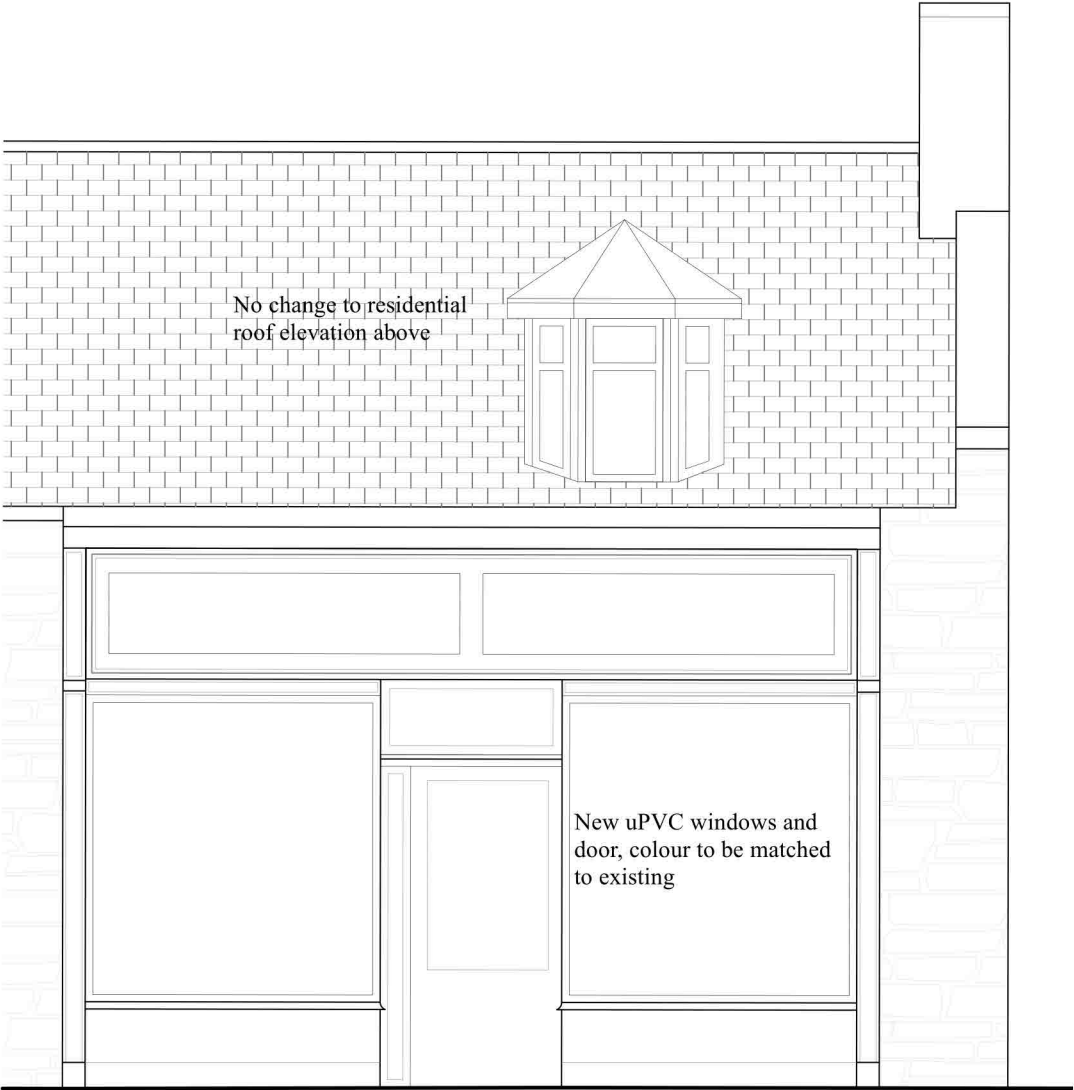 No change to residential
roof elevation above
New uPVC windows and
door, colour to be matched
to existing